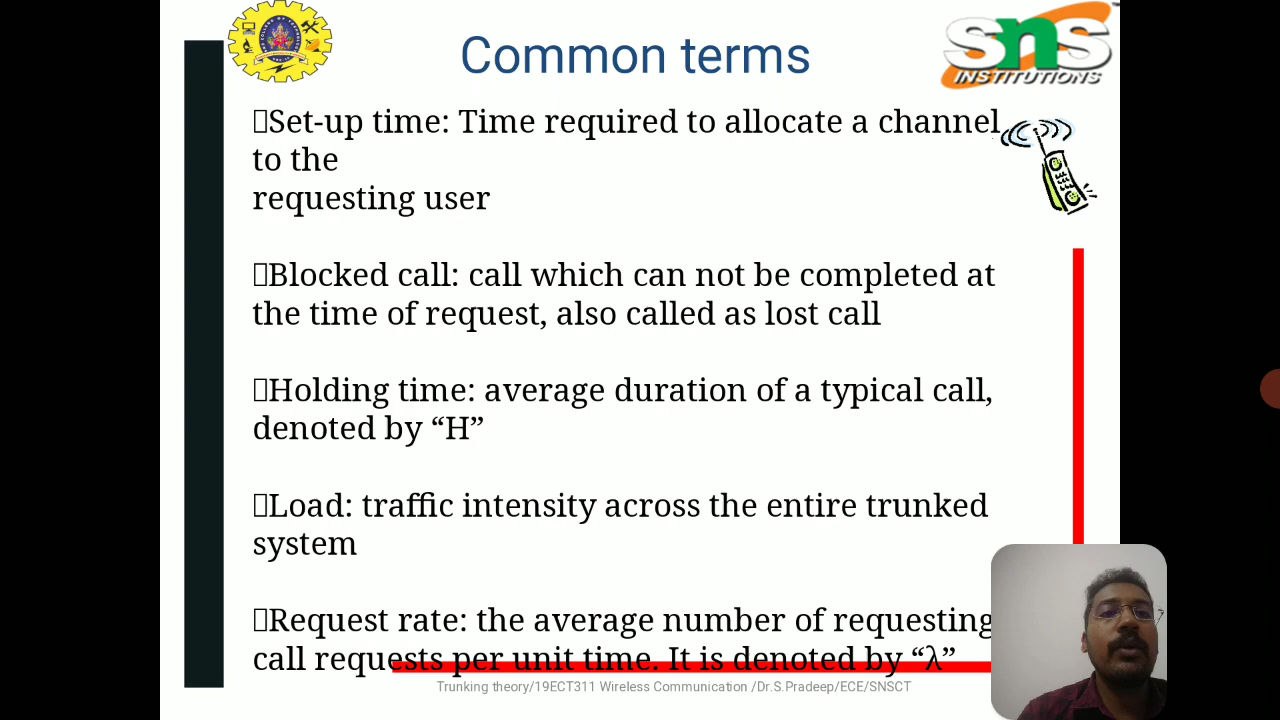 Common terms
SNS
INSTITUTIONS
Set-up time: Time required to allocate a channel
to the
requesting user
Blocked call: call which can not be completed at
the time of request, also called as lost call
Holding time: average duration of a typical call,
denoted by “H”
Load: traffic intensity across the entire trunked
system
Request rate: the average number of requesting
call requests per unit time. It is denoted by “λ”
Trunking theory/19ECT311 Wireless Communication /Dr.S.Pradeep/ECE/SNSCT